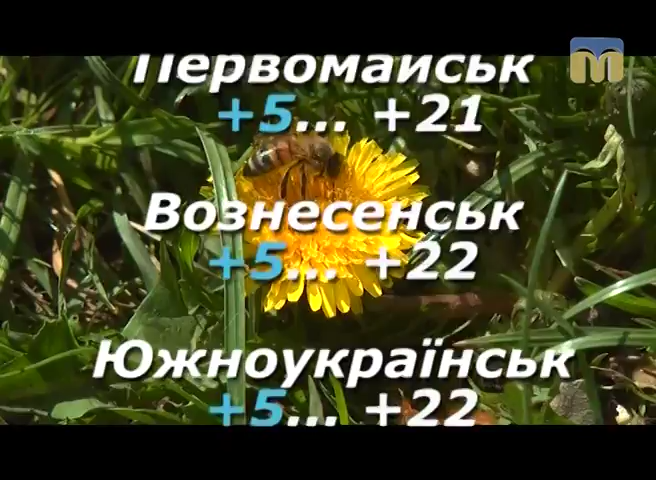 Первомайськ
+5... +21
Вознесенськ
+5... +22
Южноукраїнськ
+5... +22